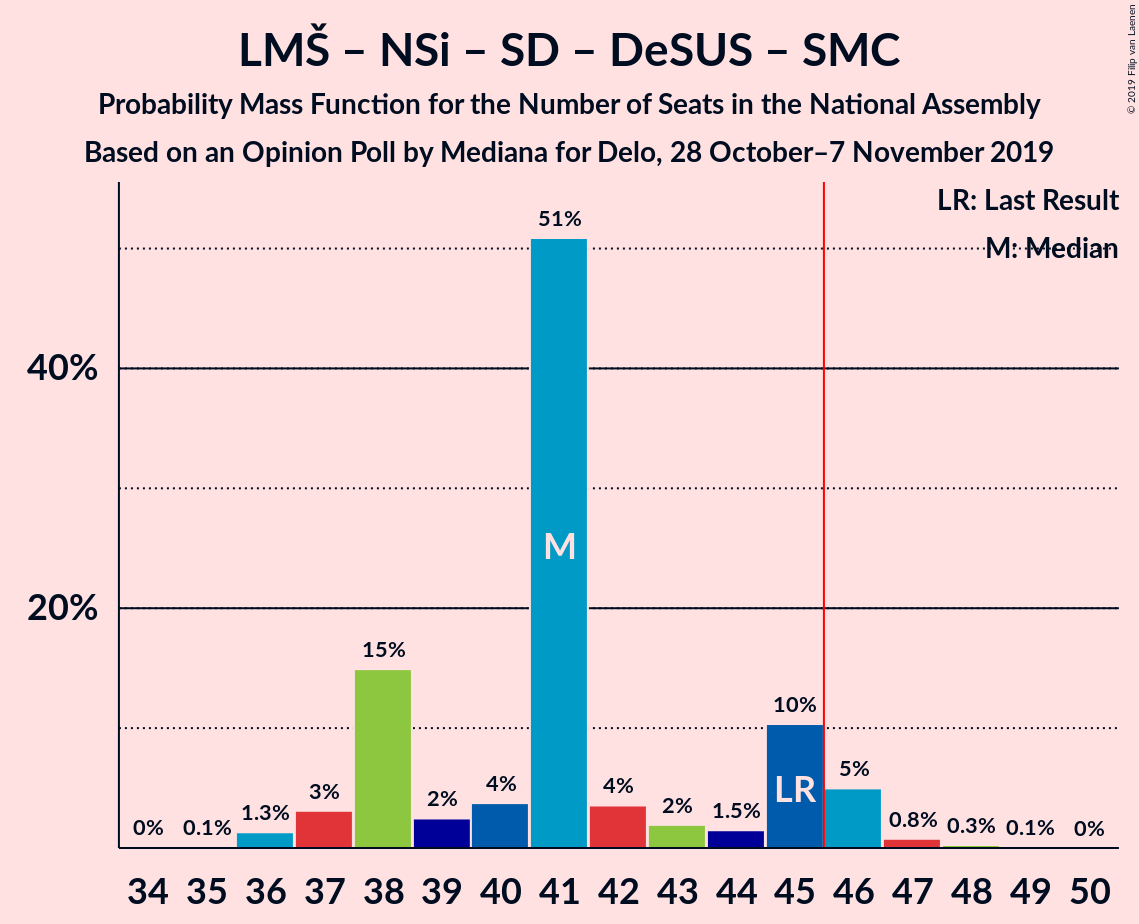 LMŠ – NSi – SD – DeSUS – SMC
Probability Mass Function for the Number of Seats in the National Assembly
Based on an Opinion Poll by Mediana for Delo, 28 October–7 November 2019
© 2019 Filip van Laenen
LR: Last Result
M: Median
40%
20%
0%
0.1%
1.3%
3%
15%
2%
4%
51%
4%
2%
1.5%
10%
5%
0.8%
0.3%
0.1%
0%
M
LR
34 35 36 37 38 39 40 41 42 43 44 45 46 47 48 49 50